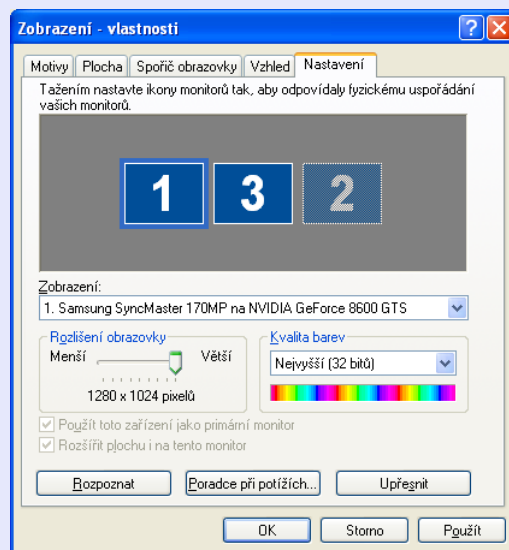 Zobrazení - vlastnosti
Motivy Plocha Spořič obrazovky Vzhled Nastavení
Tažením nastavte ikony monitorů tak, aby odpovídaly fyzickému uspořádání
vašich monitorů.
1 3 2
Zobrazení:
1. Samsung SyncMaster 170MP na NVIDIA GeForce 8600 GTS
Rozlišení obrazovky Kvalita barev
Menší Větší Nejvyšší (32 bitů)
1280 x 1024 pixelů
Použít toto zařízení jako primární monitor
Rozšířit plochu i na tento monitor
Rozpoznat Poradce při potížích... Upřesnit
OK Storno Použít